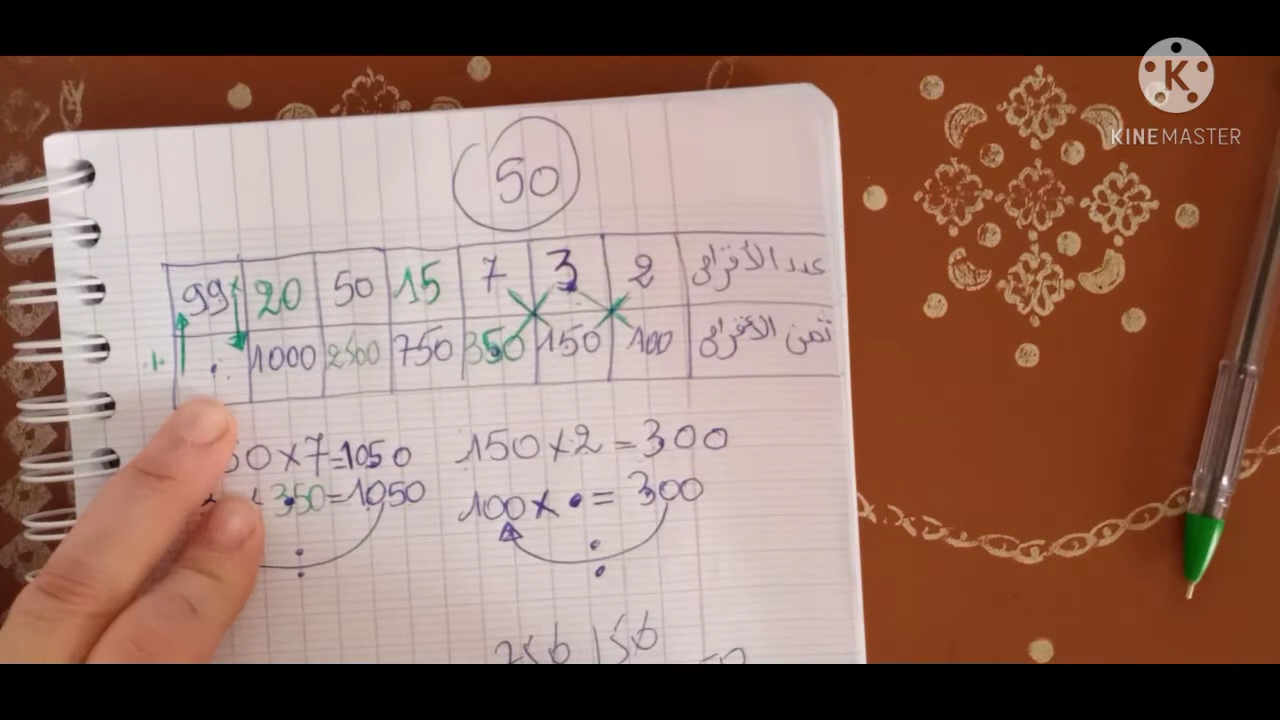 50
99 20 50 15 7 3 2 عدد الأقراص
. 1000 2500 750 350 150 100 ثمن الأقراص
50 x 7 = 1050
150 x 2 = 300
x 350 = 1050
100 x • = 300
KINEMASTER